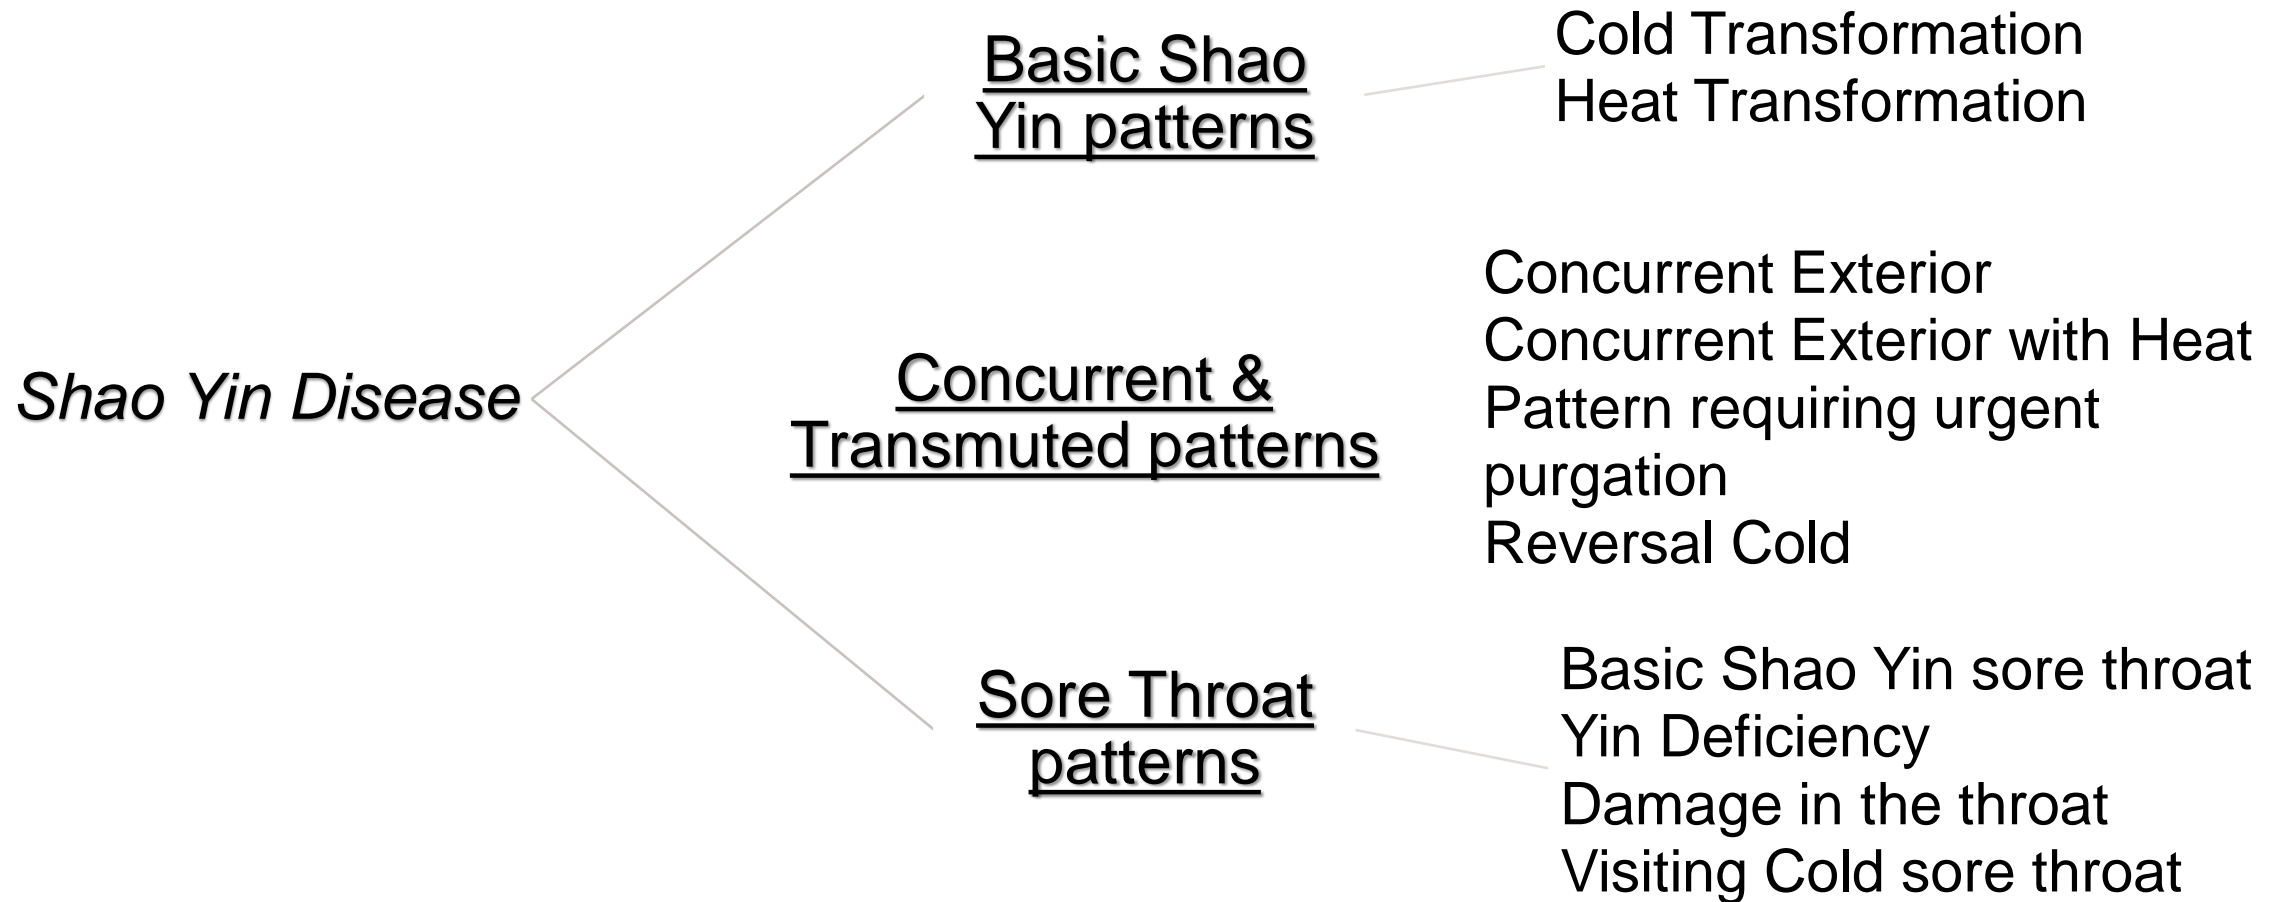 Shao Yin Disease
Basic Shao
Yin patterns
Cold Transformation
Heat Transformation
Concurrent &
Transmuted patterns
Concurrent Exterior
Concurrent Exterior with Heat
Pattern requiring urgent
purgation
Reversal Cold
Sore Throat
patterns
Basic Shao Yin sore throat
Yin Deficiency
Damage in the throat
Visiting Cold sore throat